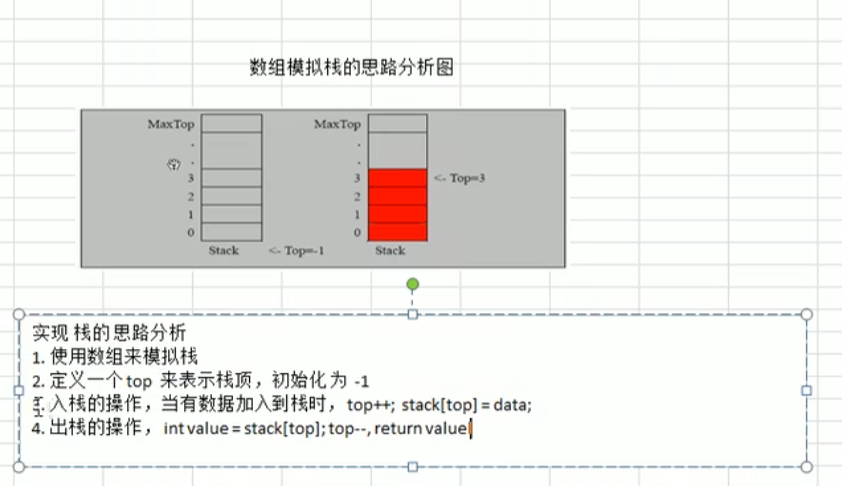 数组模拟栈的思路分析图
MaxTop
.
.
3
2
1
0
Stack
<- Top=-1
MaxTop
.
.
3
2
1
0
Stack
<- Top=3
实现 栈的思路分析
1. 使用数组来模拟栈
2. 定义一个 top 来表示栈顶，初始化为 -1
3. 入栈的操作，当有数据加入到栈时，top++; stack[top] = data;
4. 出栈的操作，int value = stack[top]; top--, return value